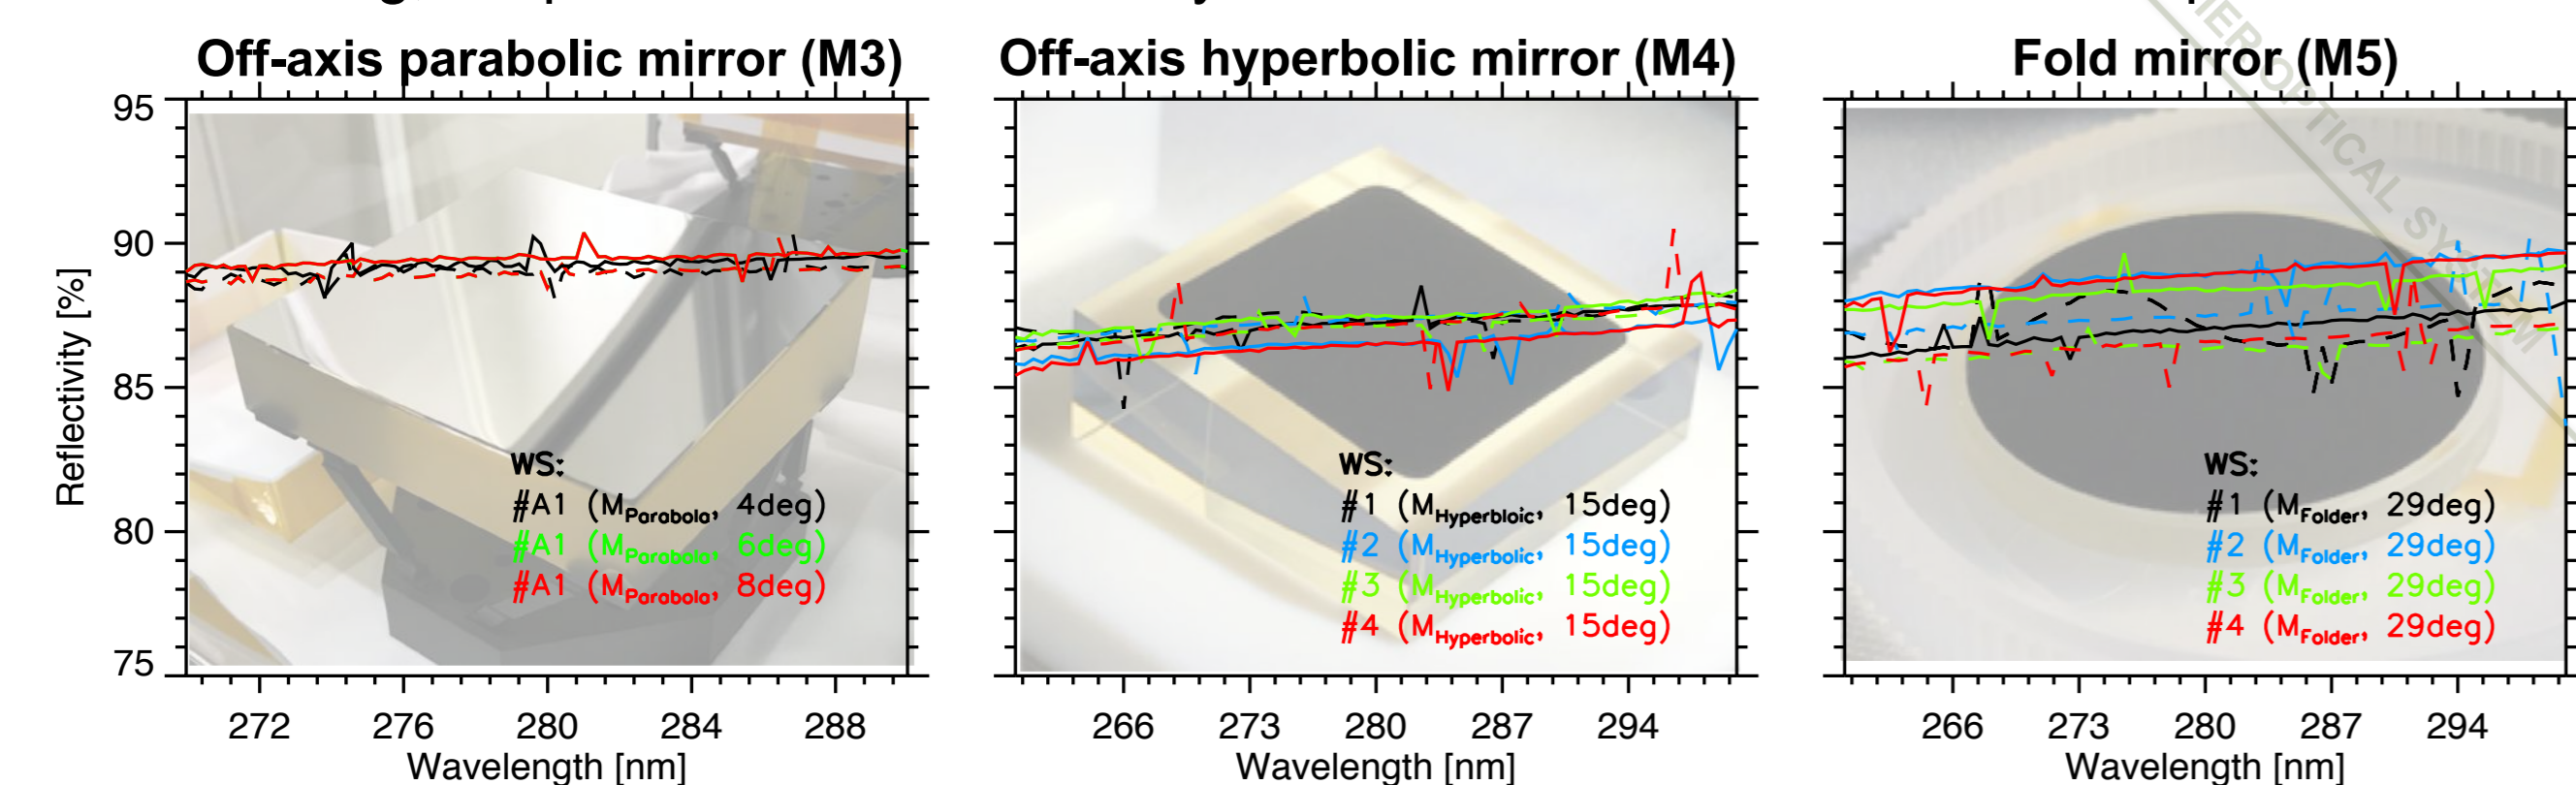 Off-axis parabolic mirror (M3)
Off-axis hyperbolic mirror (M4)
Fold mirror (M5)
95
90
85
80
75
Reflectivity [%]
WS:
#A1 (MParabola, 4deg)
#A1 (MParabola, 6deg)
#A1 (MParabola, 8deg)
272 276 280 284 288
Wavelength [nm]
WS:
#1 (MHyperbloic, 15deg)
#2 (MHyperbolic, 15deg)
#3 (MHyperbolic, 15deg)
#4 (MHyperbolic, 15deg)
266 273 280 287 294
Wavelength [nm]
WS:
#1 (MFolder, 29deg)
#2 (MFolder, 29deg)
#3 (MFolder, 29deg)
#4 (MFolder, 29deg)
266 273 280 287 294
Wavelength [nm]
OPTICAL SYSTEM